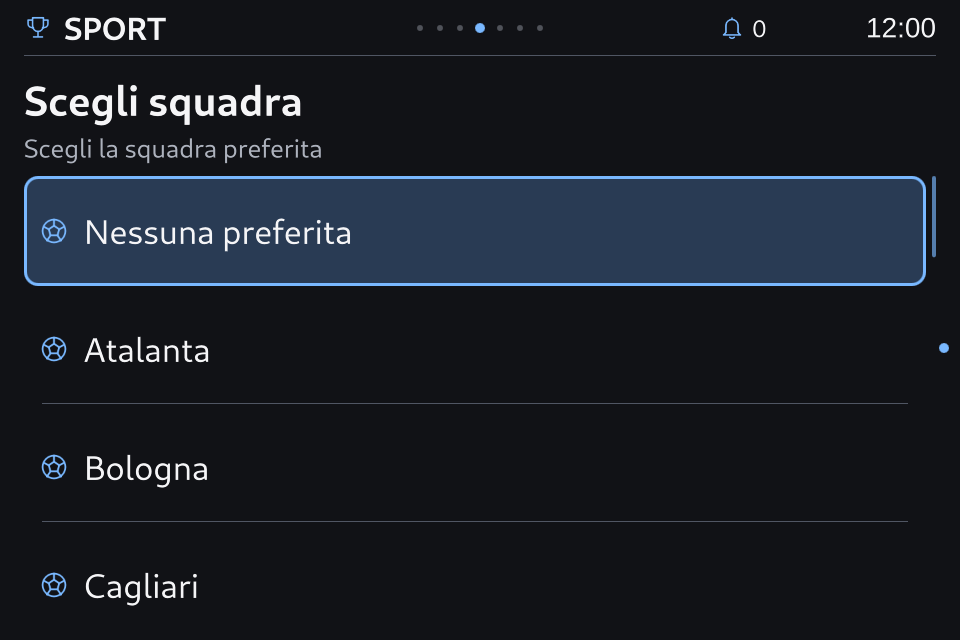 SPORT
0
12:00
Scegli squadra
Scegli la squadra preferita
Nessuna preferita
Atalanta
Bologna
Cagliari